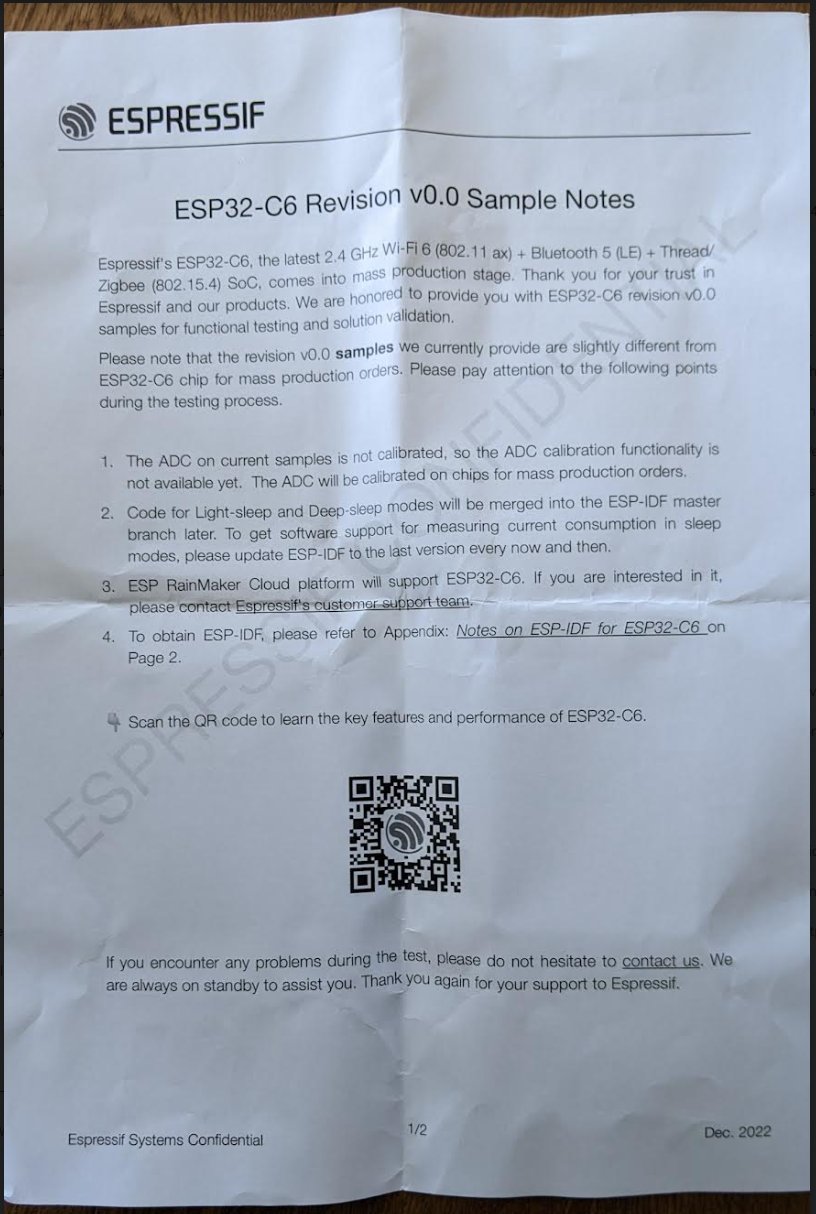 ESPRESSIF
ESP32-C6 Revision v0.0 Sample Notes
Espressif's ESP32-C6, the latest 2.4 GHz Wi-Fi 6 (802.11 ax) + Bluetooth 5 (LE) + Thread/
Zigbee (802.15.4) SoC, comes into mass production stage. Thank you for your trust in
Espressif and our products. We are honored to provide you with ESP32-C6 revision v0.0
samples for functional testing and solution validation.
Please note that the revision v0.0 samples we currently provide are slightly different from
ESP32-C6 chip for mass production orders. Please pay attention to the following points
during the testing process.
1. The ADC on current samples is not calibrated, so the ADC calibration functionality is
not available yet. The ADC will be calibrated on chips for mass production orders.
2. Code for Light-sleep and Deep-sleep modes will be merged into the ESP-IDF master
branch later. To get software support for measuring current consumption in sleep
modes, please update ESP-IDF to the last version every now and then.
3. ESP RainMaker Cloud platform will support ESP32-C6. If you are interested in it,
please contact Espressif's customer support team.
4. To obtain ESP-IDF, please refer to Appendix: Notes on ESP-IDF for ESP32-C6 on
Page 2.
Scan the QR code to learn the key features and performance of ESP32-C6.
If you encounter any problems during the test, please do not hesitate to contact us. We
are always on standby to assist you. Thank you again for your support to Espressif.
Espressif Systems Confidential
1/2
Dec. 2022
ESPRESSIF CONFIDENTIAL